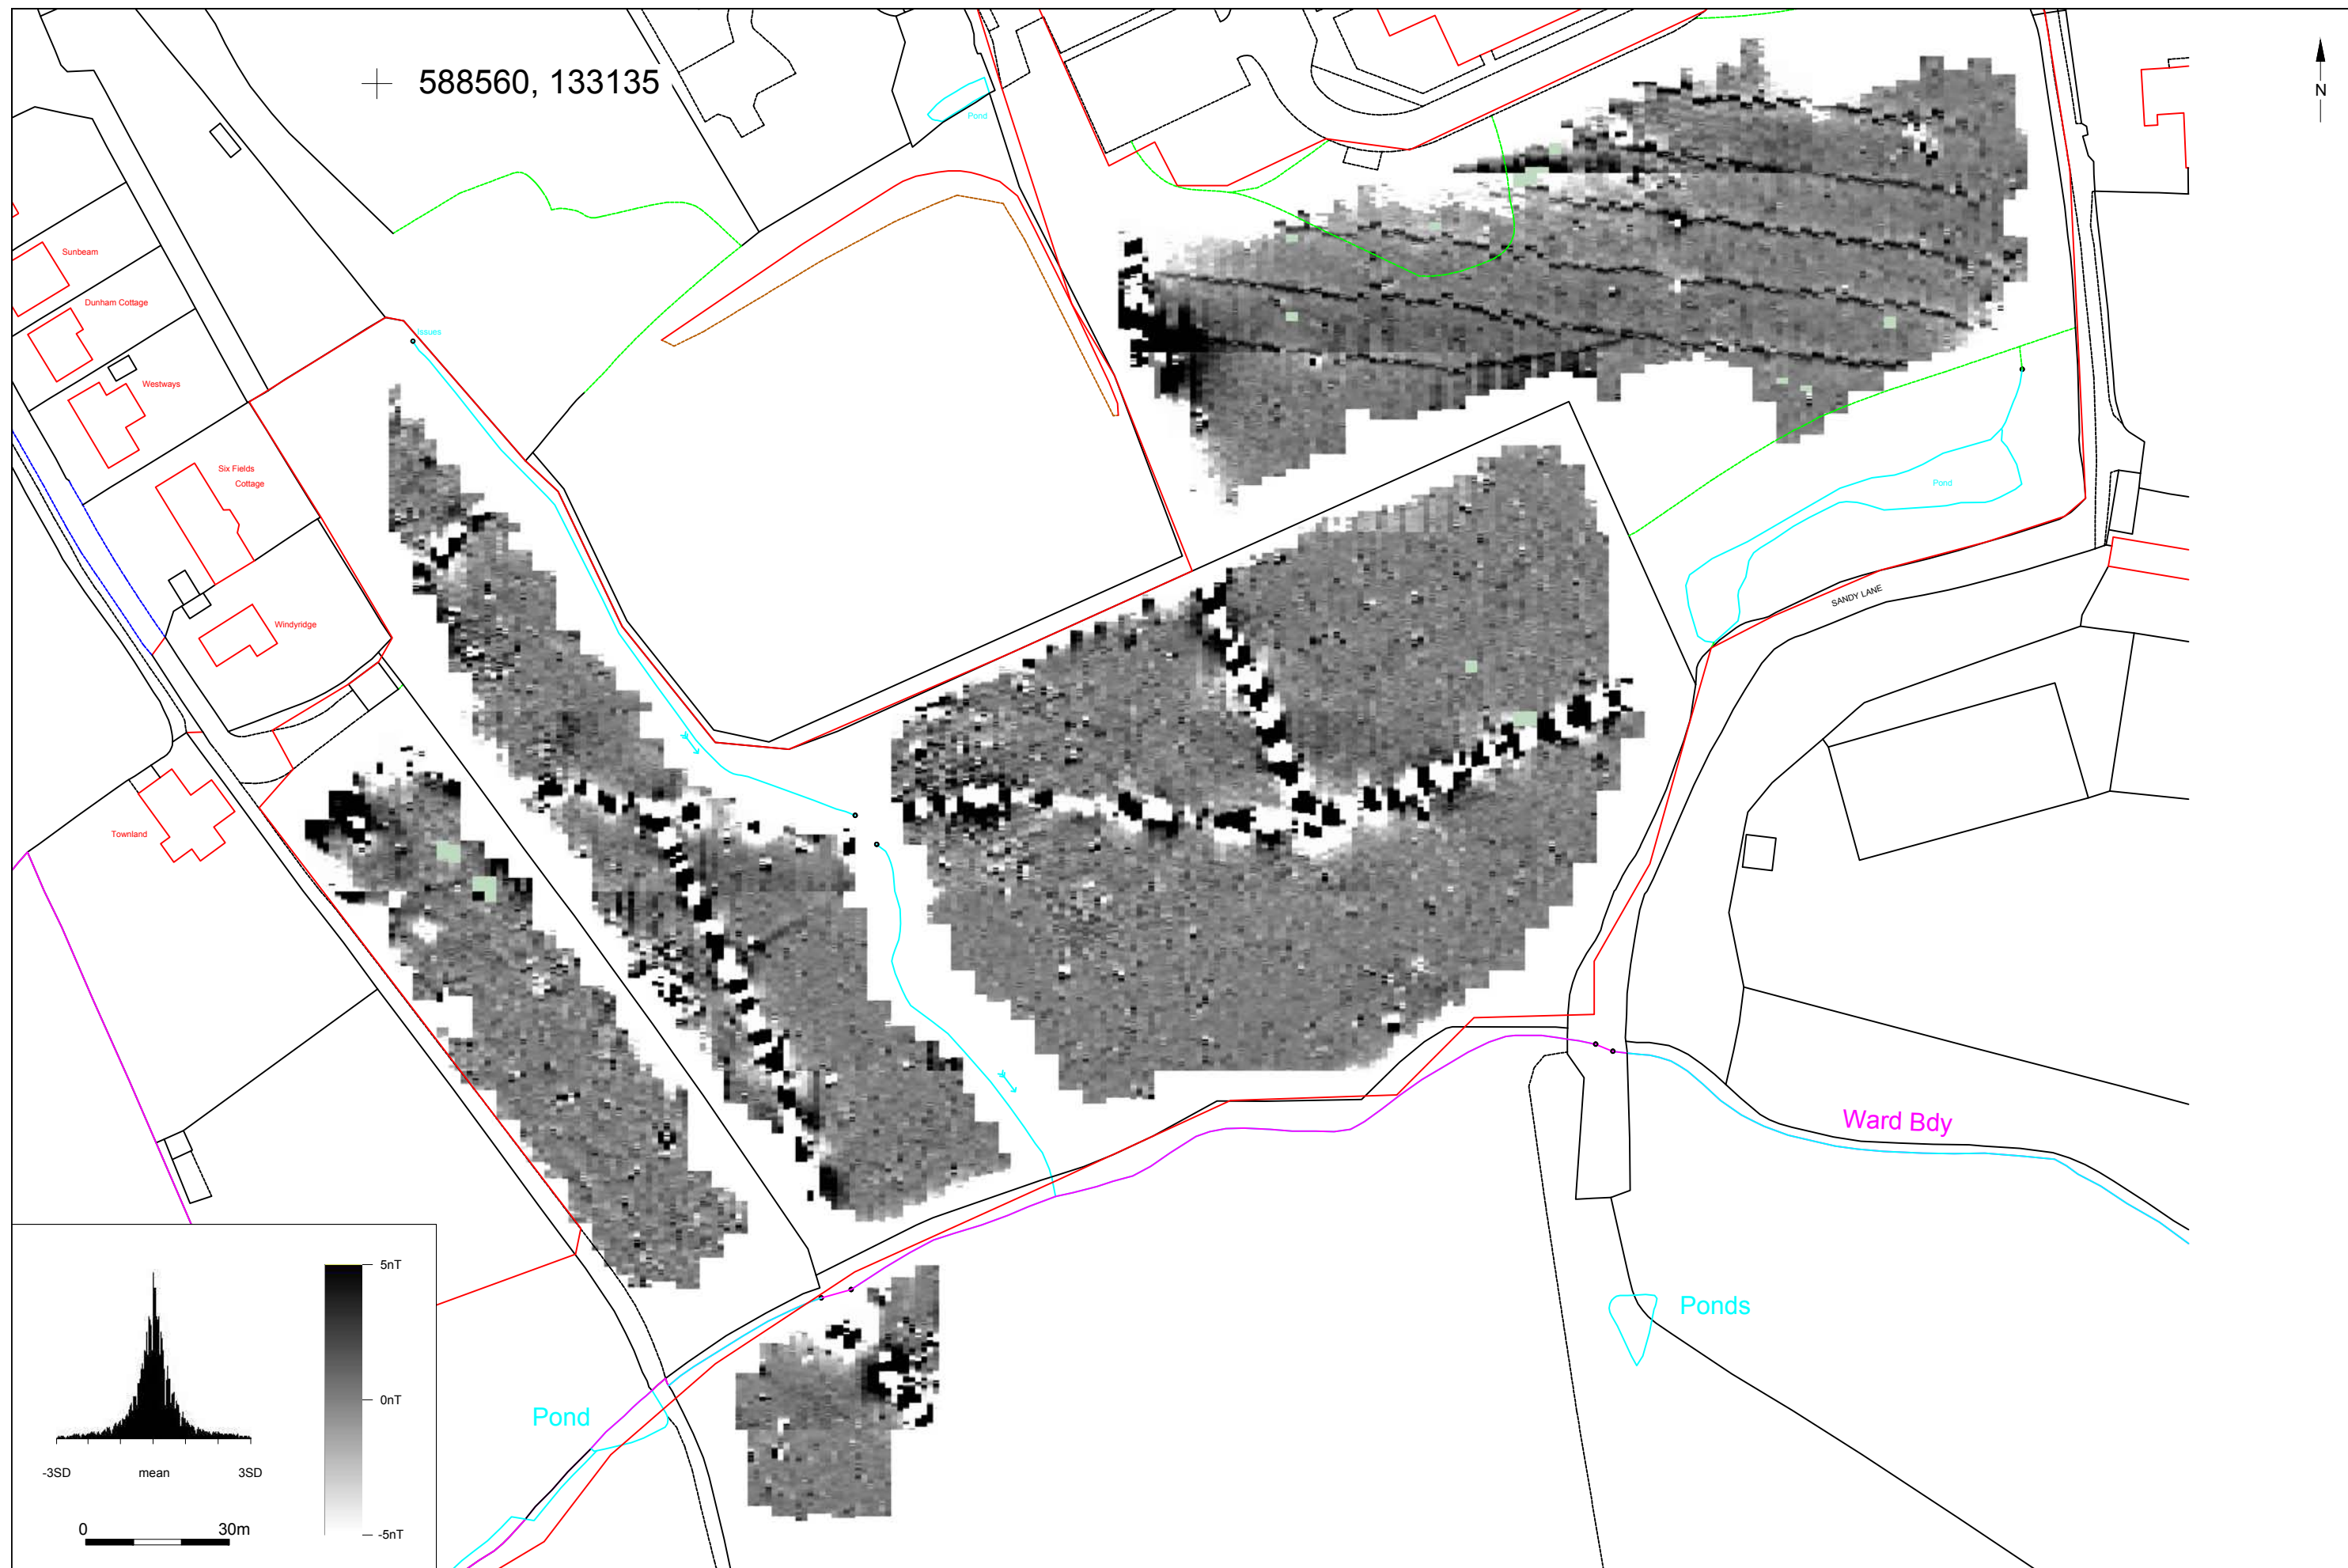 588560, 133135
N
Pond
Sunbeam
Dunham Cottage
Issues
Westways
Six Fields
Cottage
Pond
SANDY LANE
Windyridge
Townland
Ward Bdy
Ponds
Pond
5nT
0nT
-5nT
-3SD
mean
3SD
0
30m